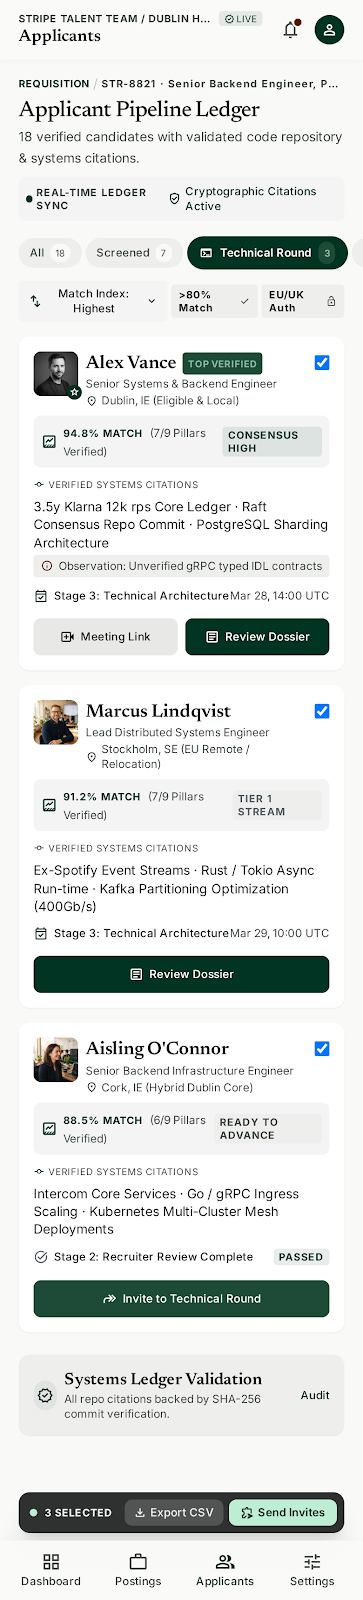 STRIPE TALENT TEAM / DUBLIN H... LIVE
Applicants
REQUISITION / STR-8821 · Senior Backend Engineer, P...
Applicant Pipeline Ledger
18 verified candidates with validated code repository
& systems citations.
REAL-TIME LEDGER
SYNC
Cryptographic Citations
Active
All 18 Screened 7 Technical Round 3
Match Index:
Highest
>80%
Match
EU/UK
Auth
Alex Vance TOP VERIFIED
Senior Systems & Backend Engineer
Dublin, IE (Eligible & Local)
94.8% MATCH (7/9 Pillars
Verified)
CONSENSUS
HIGH
VERIFIED SYSTEMS CITATIONS
3.5y Klarna 12k rps Core Ledger · Raft
Consensus Repo Commit · PostgreSQL Sharding
Architecture
Observation: Unverified gRPC typed IDL contracts
Stage 3: Technical Architecture Mar 28, 14:00 UTC
Meeting Link Review Dossier
Marcus Lindqvist
Lead Distributed Systems Engineer
Stockholm, SE (EU Remote /
Relocation)
91.2% MATCH (7/9 Pillars
Verified)
TIER 1
STREAM
VERIFIED SYSTEMS CITATIONS
Ex-Spotify Event Streams · Rust / Tokio Async
Run-time · Kafka Partitioning Optimization
(400Gb/s)
Stage 3: Technical Architecture Mar 29, 10:00 UTC
Review Dossier
Aisling O'Connor
Senior Backend Infrastructure Engineer
Cork, IE (Hybrid Dublin Core)
88.5% MATCH (6/9 Pillars
Verified)
READY TO
ADVANCE
VERIFIED SYSTEMS CITATIONS
Intercom Core Services · Go / gRPC Ingress
Scaling · Kubernetes Multi-Cluster Mesh
Deployments
Stage 2: Recruiter Review Complete PASSED
Invite to Technical Round
Systems Ledger Validation
All repo citations backed by SHA-256
commit verification.
Audit
3 SELECTED Export CSV Send Invites
Dashboard Postings Applicants Settings